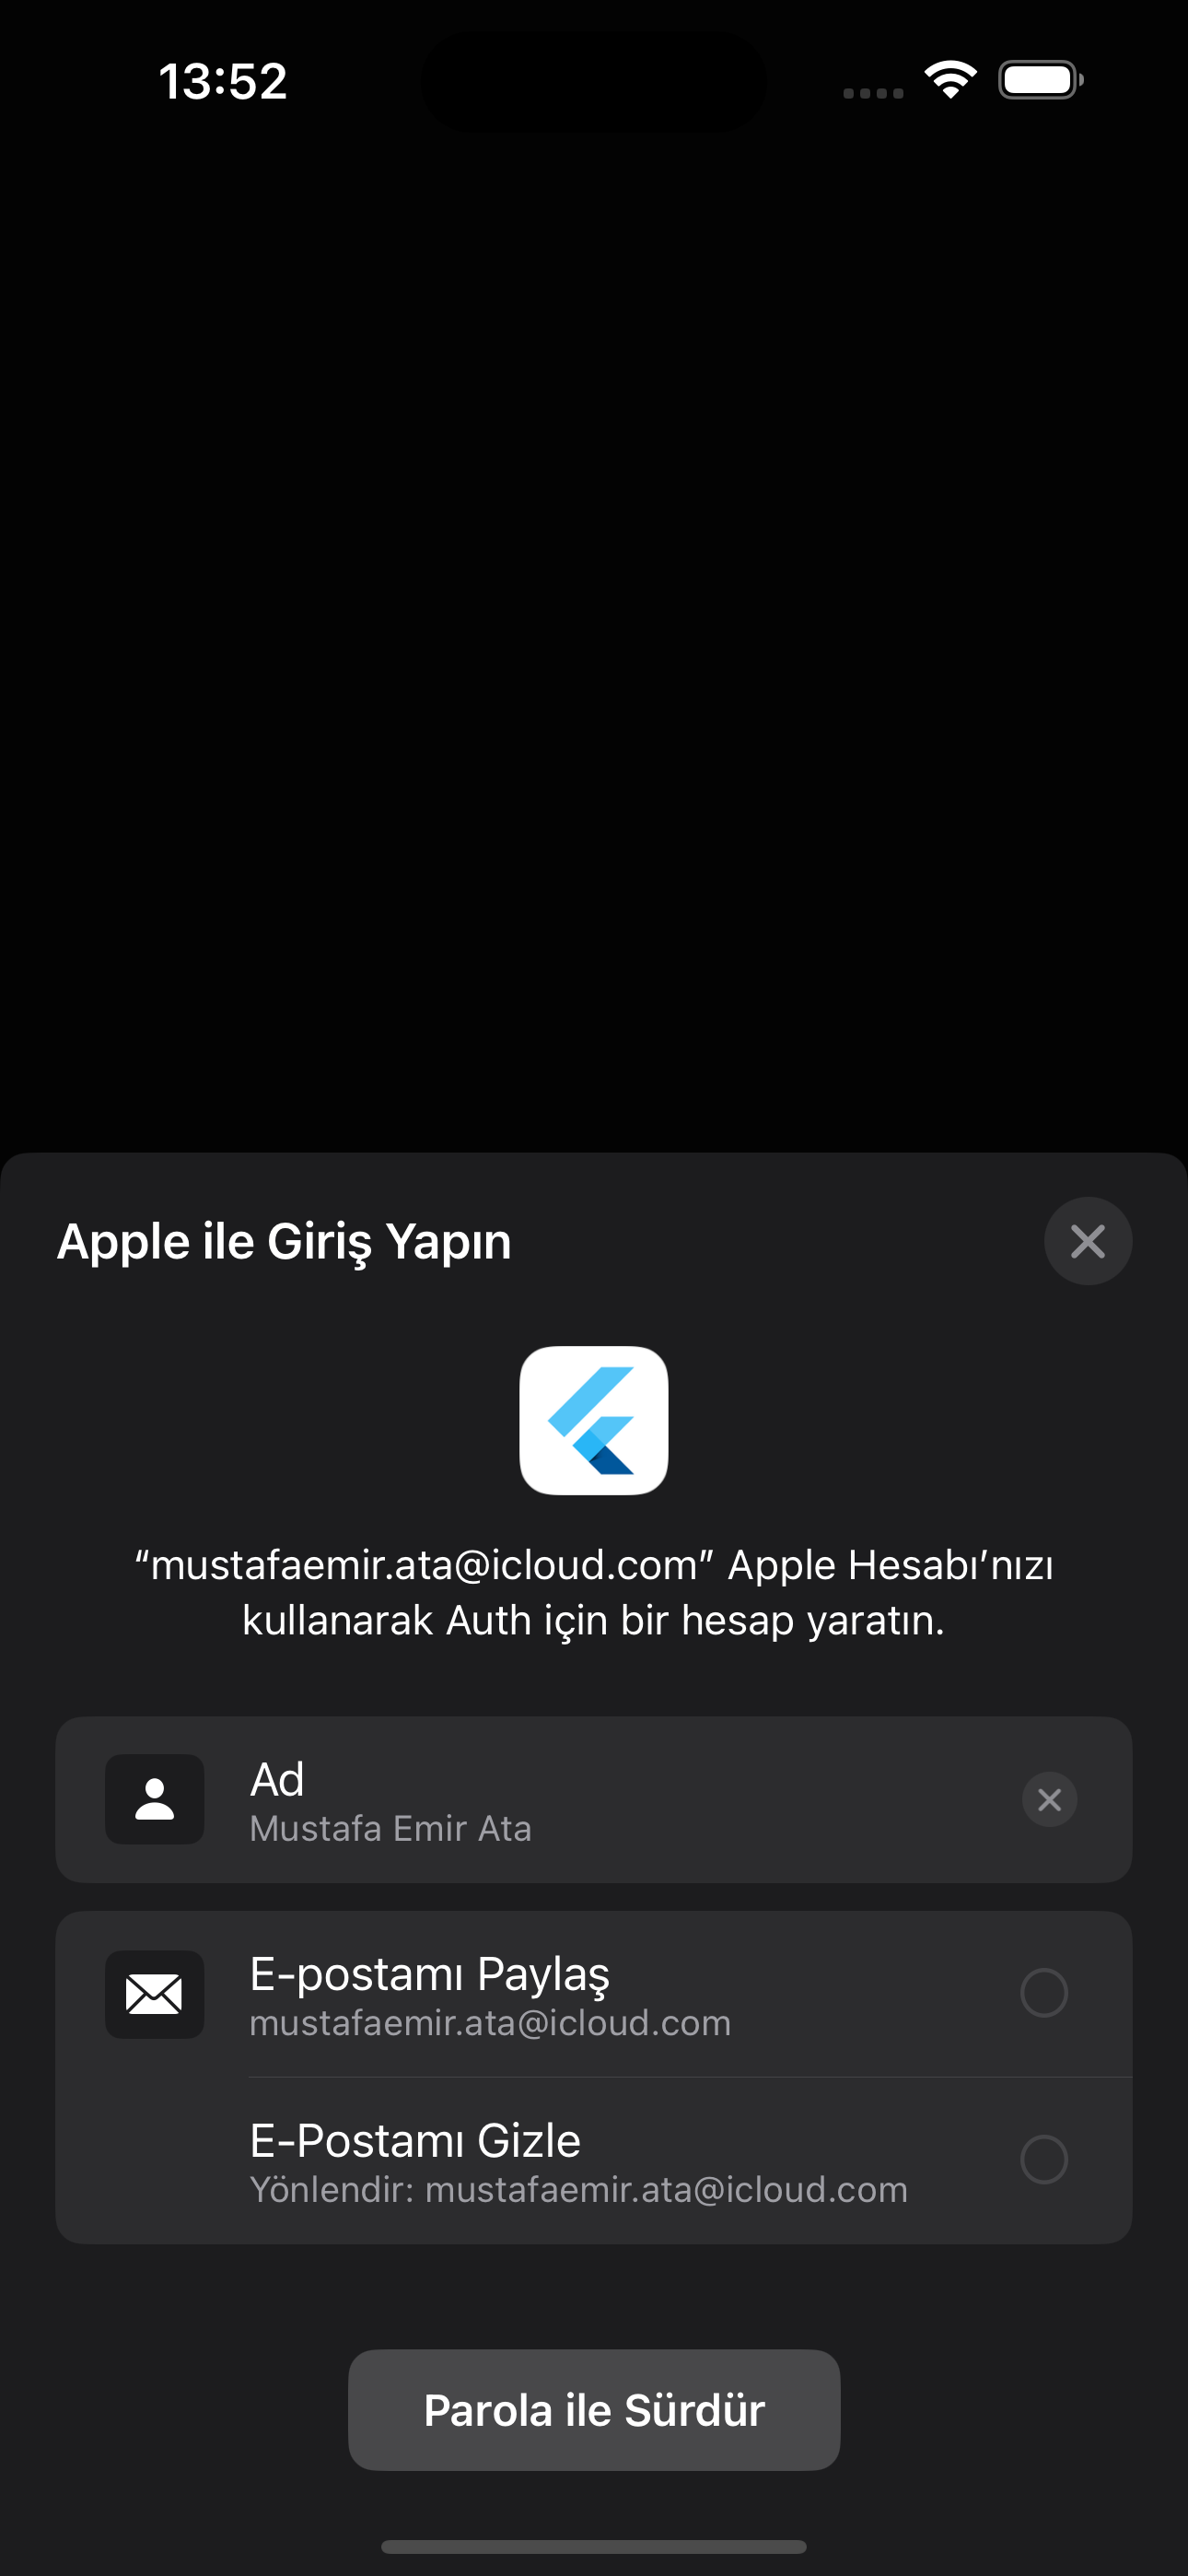 13:52
Apple ile Giriş Yapın
“mustafaemir.ata@icloud.com” Apple Hesabı’nızı
kullanarak Auth için bir hesap yaratın.
Ad
Mustafa Emir Ata
E-postamı Paylaş
mustafaemir.ata@icloud.com
E-Postamı Gizle
Yönlendir: mustafaemir.ata@icloud.com
Parola ile Sürdür